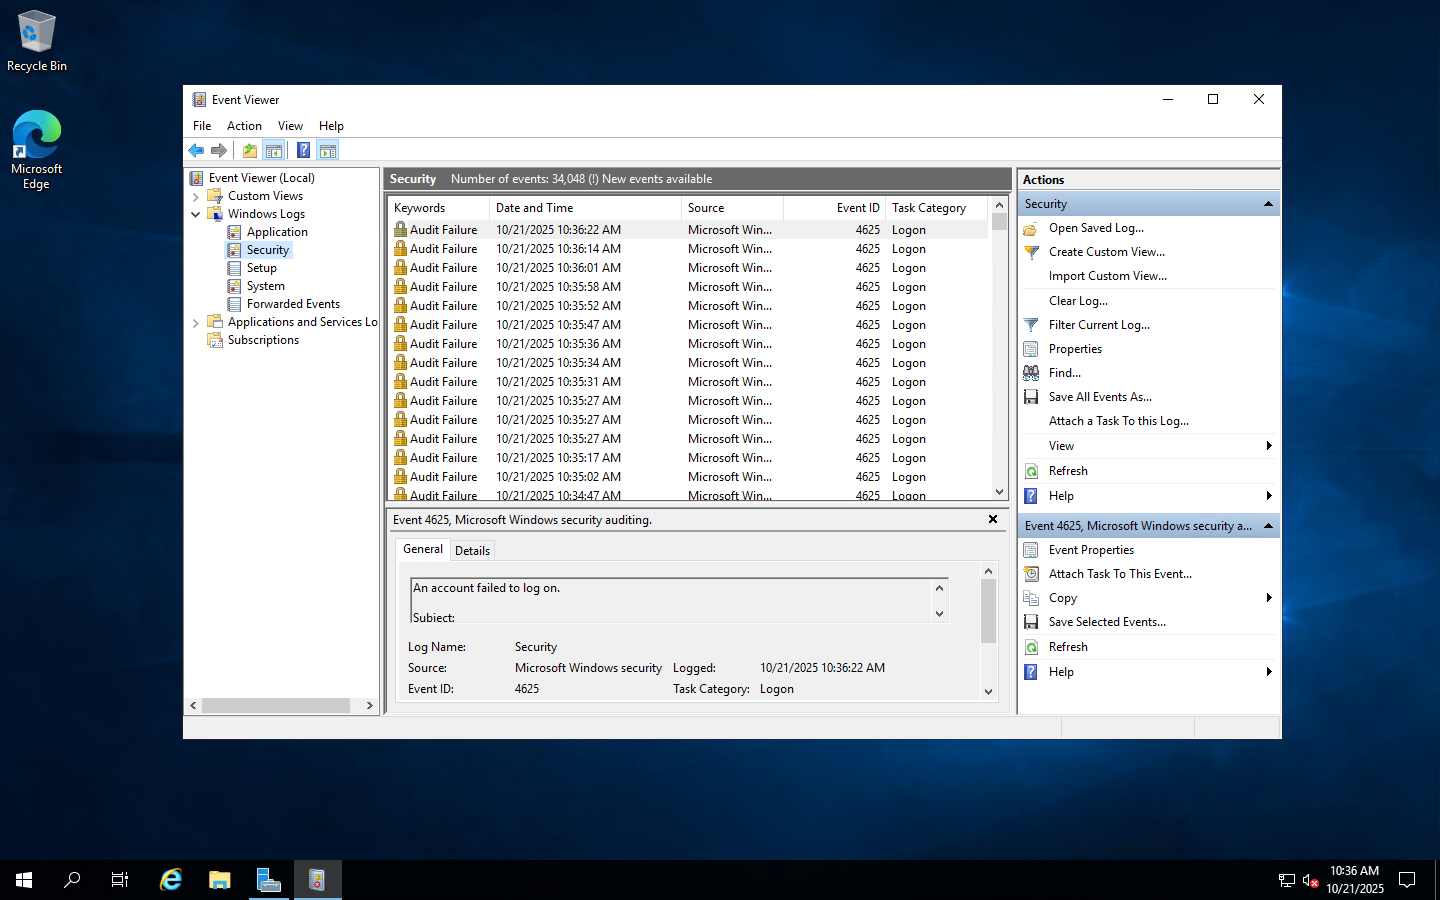 Recycle Bin
Microsoft
Edge
Event Viewer
File Action View Help
Event Viewer (Local)
Custom Views
Windows Logs
Application
Security
Setup
System
Forwarded Events
Applications and Services Lo
Subscriptions
Security Number of events: 34,048 (!) New events available
Keywords Date and Time Source Event ID Task Category
Audit Failure 10/21/2025 10:36:22 AM Microsoft Win... 4625 Logon
Audit Failure 10/21/2025 10:36:14 AM Microsoft Win... 4625 Logon
Audit Failure 10/21/2025 10:36:01 AM Microsoft Win... 4625 Logon
Audit Failure 10/21/2025 10:35:58 AM Microsoft Win... 4625 Logon
Audit Failure 10/21/2025 10:35:52 AM Microsoft Win... 4625 Logon
Audit Failure 10/21/2025 10:35:47 AM Microsoft Win... 4625 Logon
Audit Failure 10/21/2025 10:35:36 AM Microsoft Win... 4625 Logon
Audit Failure 10/21/2025 10:35:34 AM Microsoft Win... 4625 Logon
Audit Failure 10/21/2025 10:35:31 AM Microsoft Win... 4625 Logon
Audit Failure 10/21/2025 10:35:27 AM Microsoft Win... 4625 Logon
Audit Failure 10/21/2025 10:35:27 AM Microsoft Win... 4625 Logon
Audit Failure 10/21/2025 10:35:27 AM Microsoft Win... 4625 Logon
Audit Failure 10/21/2025 10:35:17 AM Microsoft Win... 4625 Logon
Audit Failure 10/21/2025 10:35:02 AM Microsoft Win... 4625 Logon
Audit Failure 10/21/2025 10:34:47 AM Microsoft Win... 4625 Logon
Event 4625, Microsoft Windows security auditing.
General Details
An account failed to log on.
Subject:
Log Name: Security
Source: Microsoft Windows security Logged: 10/21/2025 10:36:22 AM
Event ID: 4625 Task Category: Logon
Actions
Security
Open Saved Log...
Create Custom View...
Import Custom View...
Clear Log...
Filter Current Log...
Properties
Find...
Save All Events As...
Attach a Task To this Log...
View
Refresh
Help
Event 4625, Microsoft Windows security a...
Event Properties
Attach Task To This Event...
Copy
Save Selected Events...
Refresh
Help
10:36 AM
10/21/2025